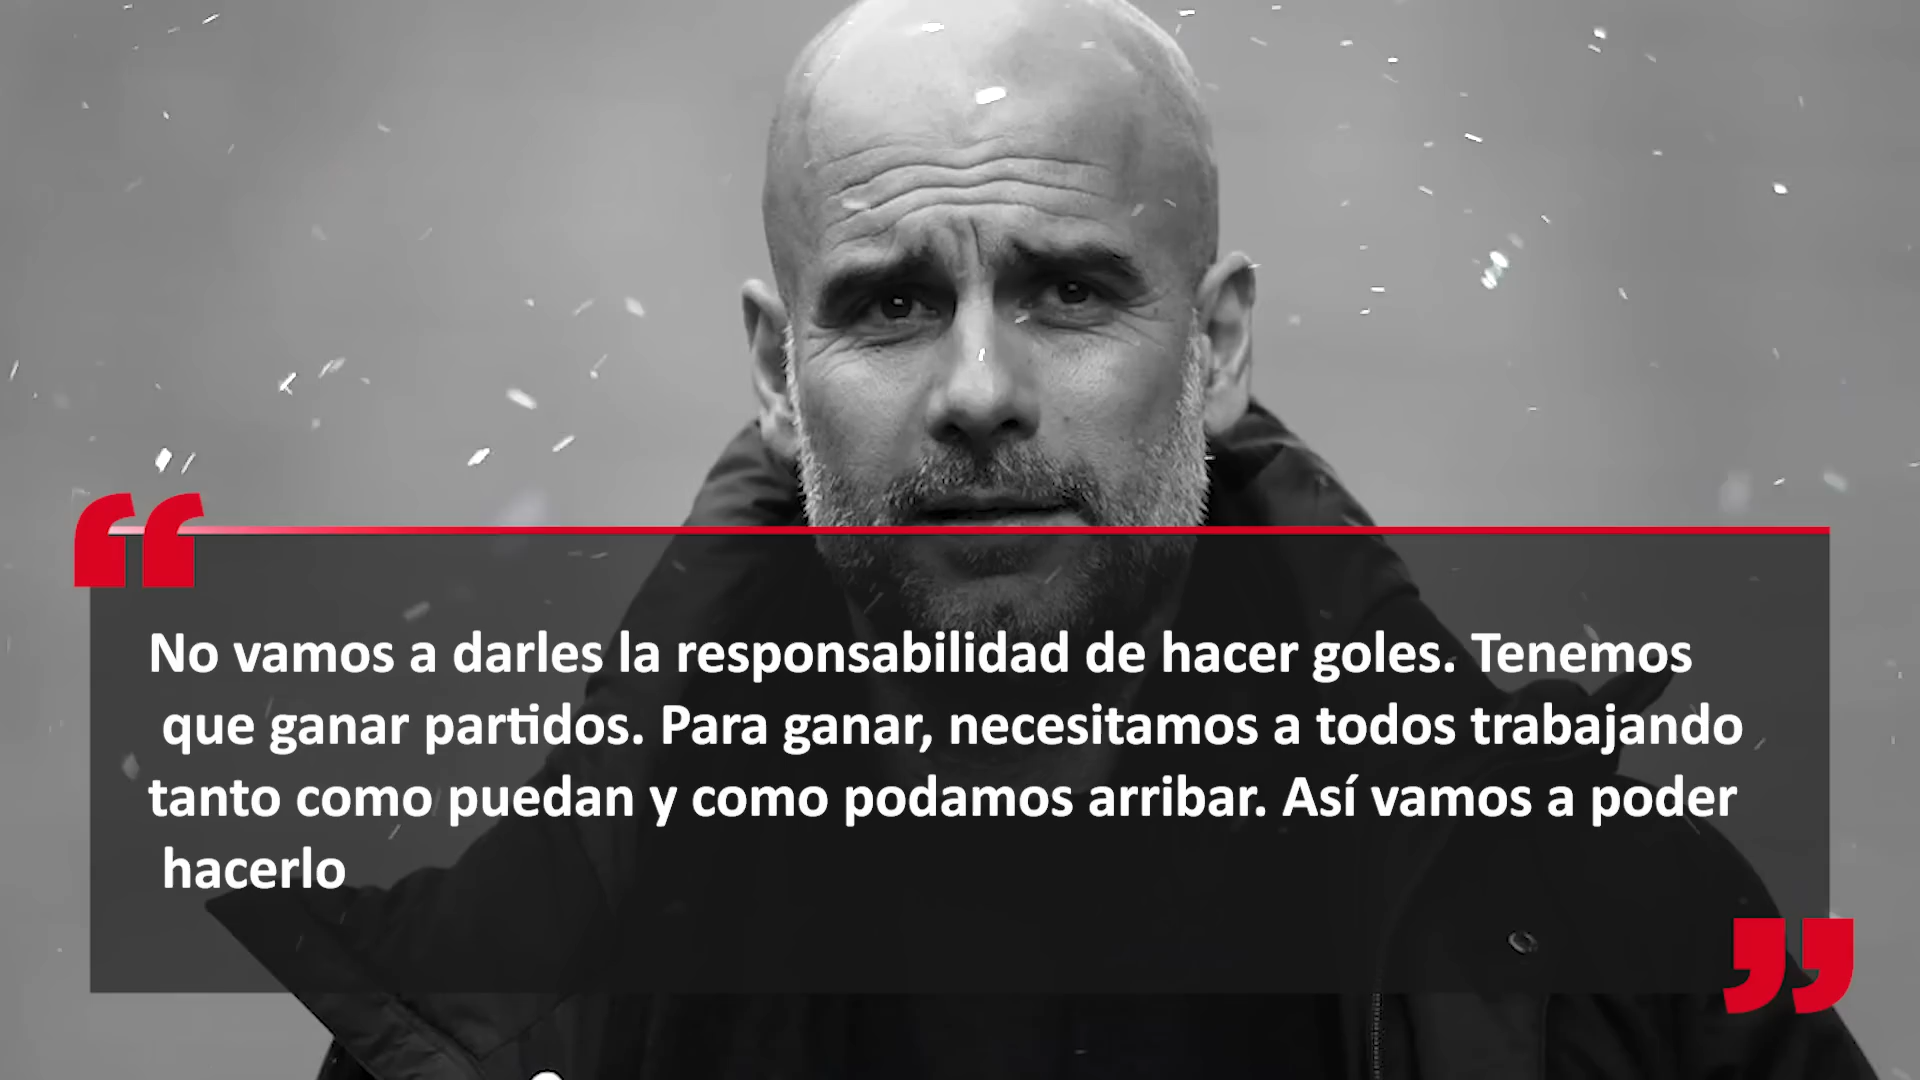 No vamos a darles la responsabilidad de hacer goles. Tenemos
que ganar partidos. Para ganar, necesitamos a todos trabajando
tanto como puedan y como podamos arribar. Así vamos a poder
hacerlo